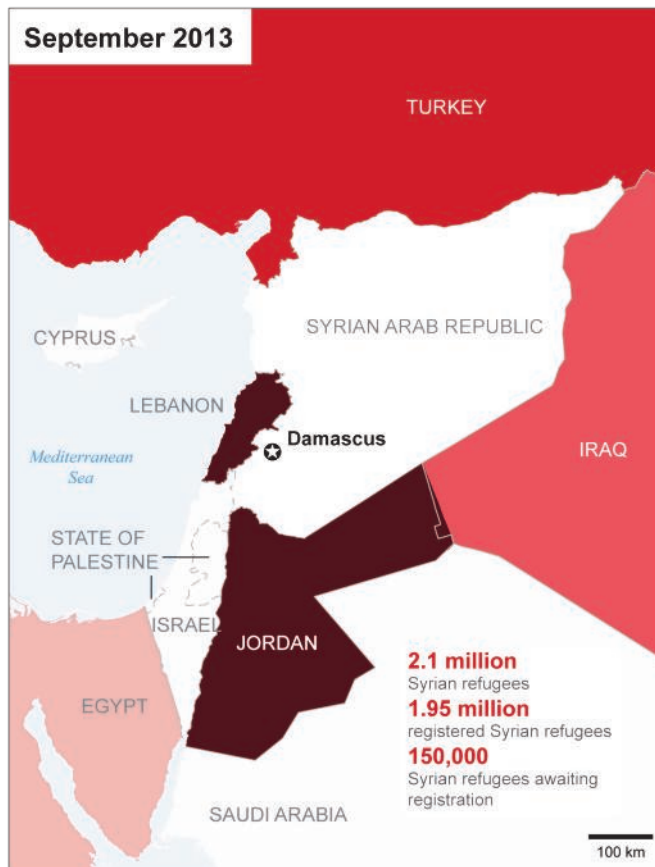 September 2013
TURKEY
SYRIAN ARAB REPUBLIC
CYPRUS
LEBANON
Damascus
IRAQ
Mediterranean
Sea
STATE OF
PALESTINE
ISRAEL
JORDAN
EGYPT
2.1 million
Syrian refugees
1.95 million
registered Syrian refugees
150,000
Syrian refugees awaiting
registration
SAUDI ARABIA
100 km